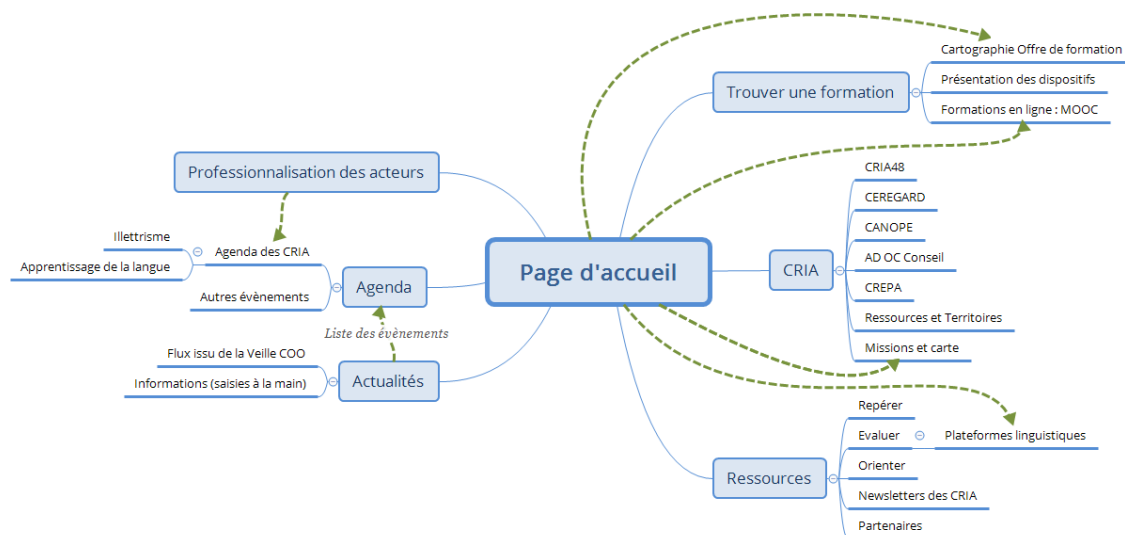 Cartographie Offre de formation
Trouver une formation
Présentation des dispositifs
Formations en ligne : MOOC
Professionnalisation des acteurs
CRIA48
CEREGARD
CANOPE
AD OC Conseil
CREPA
Ressources et Territoires
Missions et carte
CRIA
Page d'accueil
Illettrisme
Apprentissage de la langue
Agenda des CRIA
Autres évènements
Agenda
Liste des évènements
Flux issu de la Veille COO
Informations (saisies à la main)
Actualités
Ressources
Repérer
Evaluer
Plateformes linguistiques
Orienter
Newsletters des CRIA
Partenaires